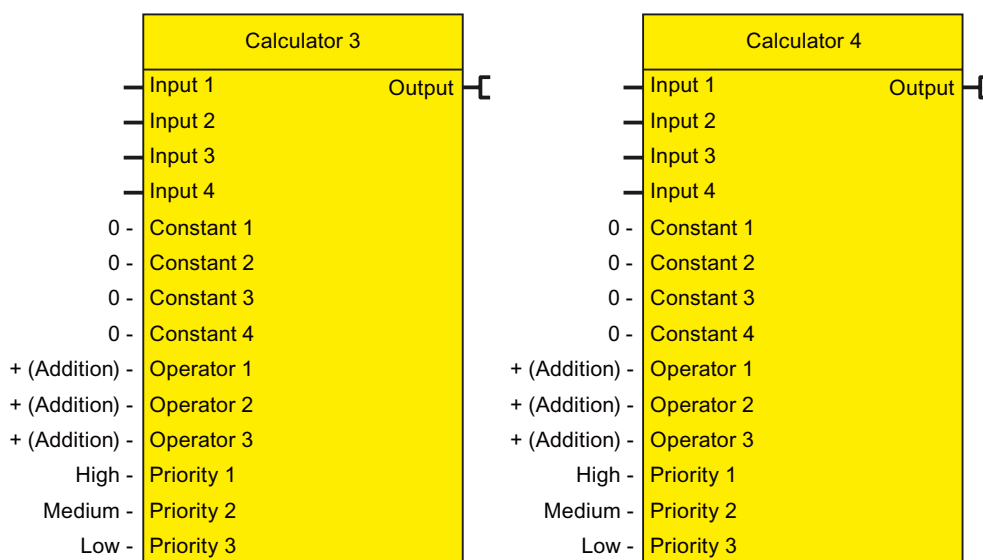 Calculator 3
Input 1 Output
Input 2
Input 3
Input 4
0 - Constant 1
0 - Constant 2
0 - Constant 3
0 - Constant 4
+ (Addition) - Operator 1
+ (Addition) - Operator 2
+ (Addition) - Operator 3
High - Priority 1
Medium - Priority 2
Low - Priority 3
Calculator 4
Input 1 Output
Input 2
Input 3
Input 4
0 - Constant 1
0 - Constant 2
0 - Constant 3
0 - Constant 4
+ (Addition) - Operator 1
+ (Addition) - Operator 2
+ (Addition) - Operator 3
High - Priority 1
Medium - Priority 2
Low - Priority 3